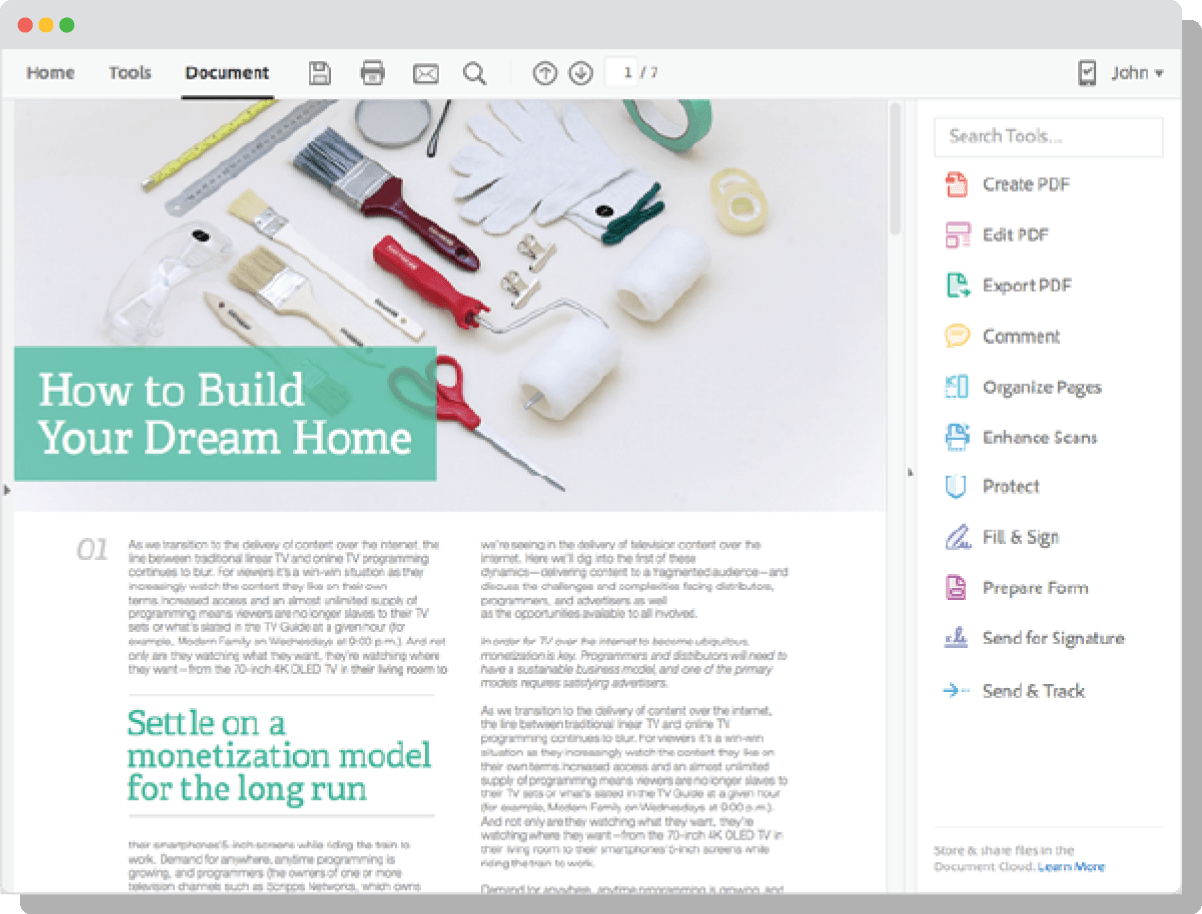 Home Tools Document 1 / 7 John
How to Build
Your Dream Home
01
As we transition to the delivery of content over the internet, the
line between traditional linear TV and online TV programming
continues to blur. For viewers it's a win-win situation as they
increasingly watch the content they like on their own
terms.Increased access and an almost unlimited supply of
programming means viewers are no longer slaves to their TV
sets or what's slated in the TV Guide at a given hour (for
example, Modern Family on Wednesdays at 9:00 p.m.). And not
only are they watching what they want, they're watching where
they want—from the 70-inch 4K OLED TV in their living room to
Settle on a
monetization model
for the long run
their smartphones'5-inch screens while riding the train to
work. Demand for anywhere, anytime programming is
growing, and programmers (the owners of one or more
television channels such as Scripps Networks, which owns
we're seeing in the delivery of television content over the
internet. Here we'll dig into the first of these
dynamics—delivering content to a fragmented audience—and
discuss the challenges and complexities facing distributors,
programmers, and advertisers as well
as the opportunities available to all involved.
In order for TV over the internet to become ubiquitous,
monetization is key. Programmers and distributors will need to
have a sustainable business model, and one of the primary
models requires satisfying advertisers.
As we transition to the delivery of content over the internet,
the line between traditional linear TV and online TV
programming continues to blur. For viewers it's a win-win
situation as they increasingly watch the content they like on
their own terms.Increased access and an almost unlimited
supply of programming means viewers are no longer slaves to
their TV sets or what's slated in the TV Guide at a given hour
(for example, Modern Family on Wednesdays at 9:00 p.m.).
And not only are they watching what they want, they're
watching where they want—from the 70-inch 4K OLED TV in
their living room to their smartphones'5-inch screens while
riding the train to work.
Demand for anywhere, anytime programming is growing, and
Search Tools...
Create PDF
Edit PDF
Export PDF
Comment
Organize Pages
Enhance Scans
Protect
Fill & Sign
Prepare Form
Send for Signature
Send & Track
Store & share files in the
Document Cloud. Learn More